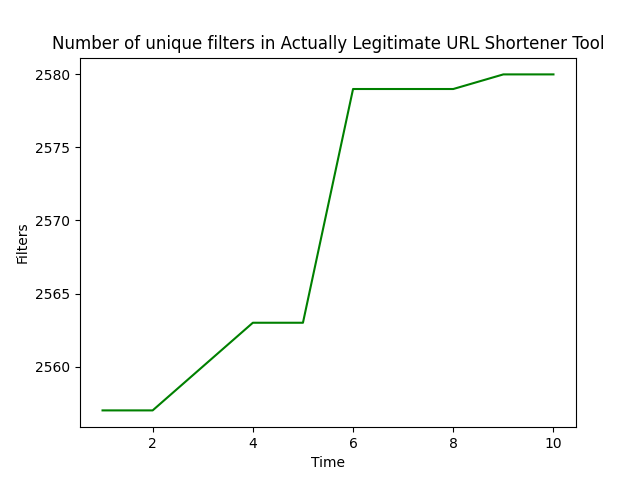 Number of unique filters in Actually Legitimate URL Shortener Tool
2580
2575
2570
2565
2560
Filters
2 4 6 8 10
Time